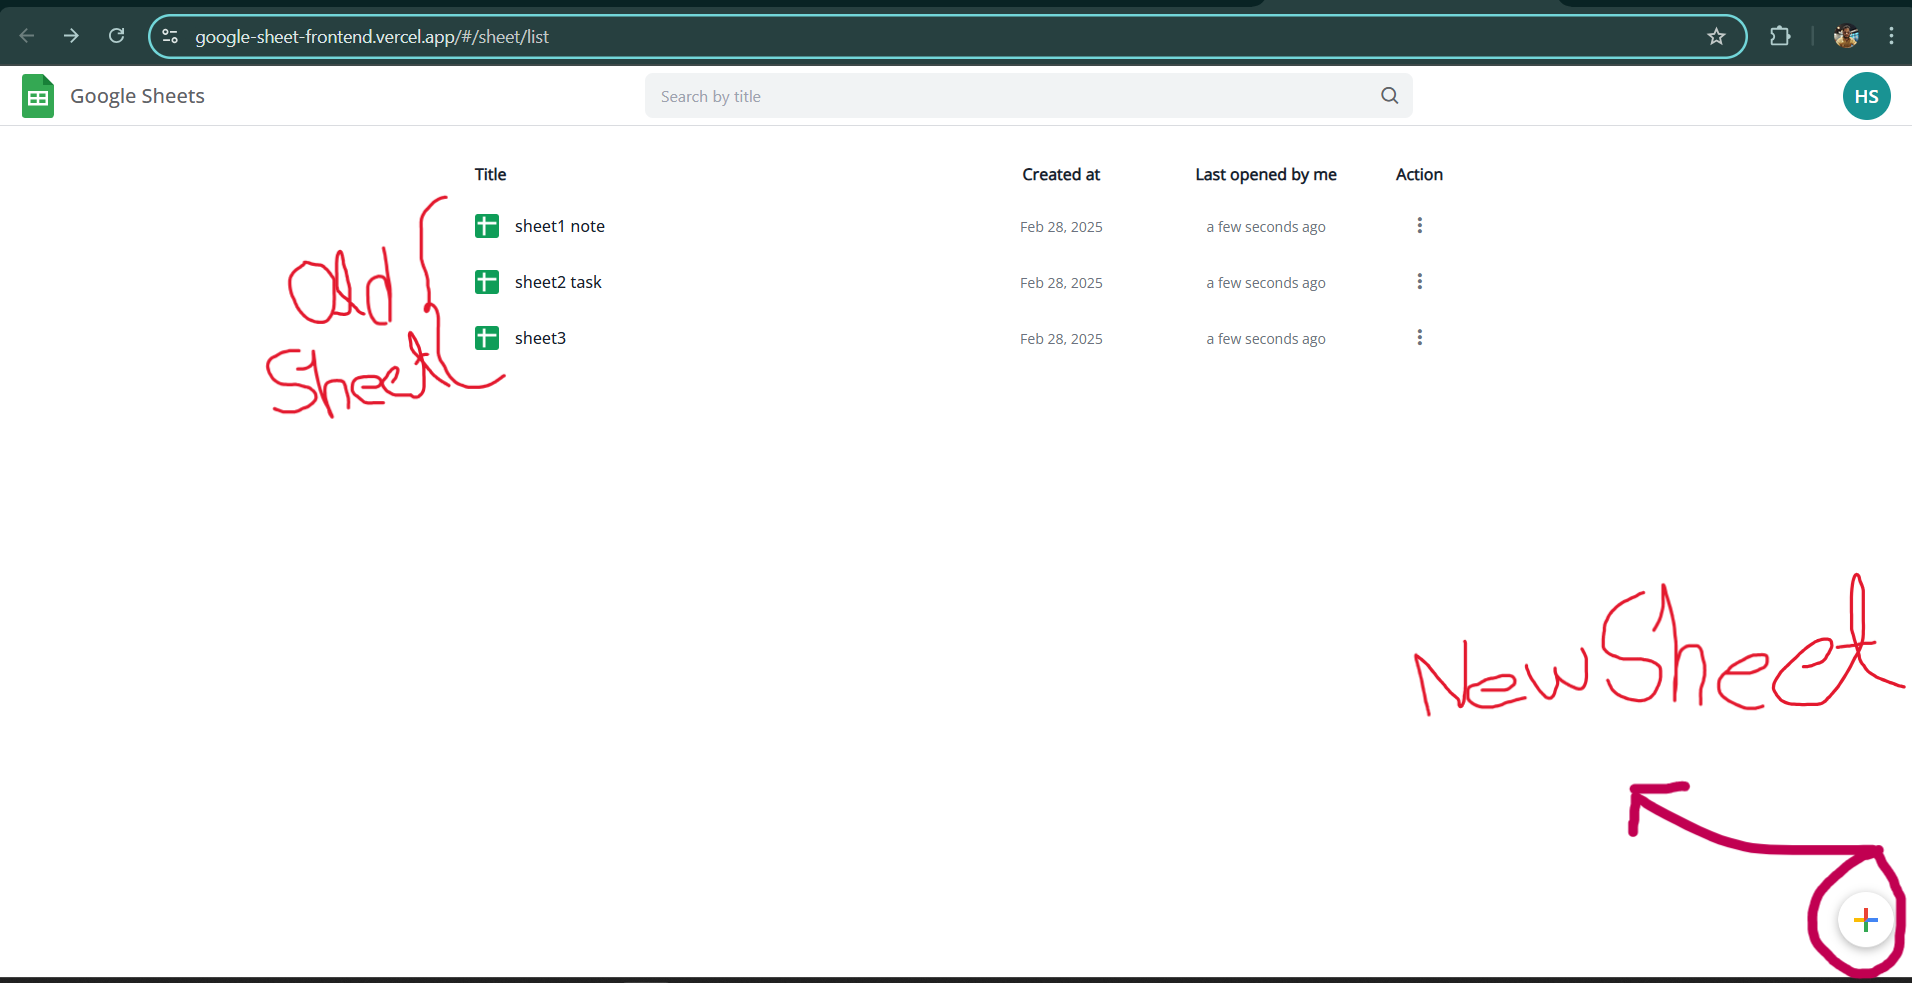 google-sheet-frontend.vercel.app/#/sheet/list
Google Sheets
Search by title
HS
Title Created at Last opened by me Action
sheet1 note Feb 28, 2025 a few seconds ago
sheet2 task Feb 28, 2025 a few seconds ago
sheet3 Feb 28, 2025 a few seconds ago
Old
Sheet
New Sheet